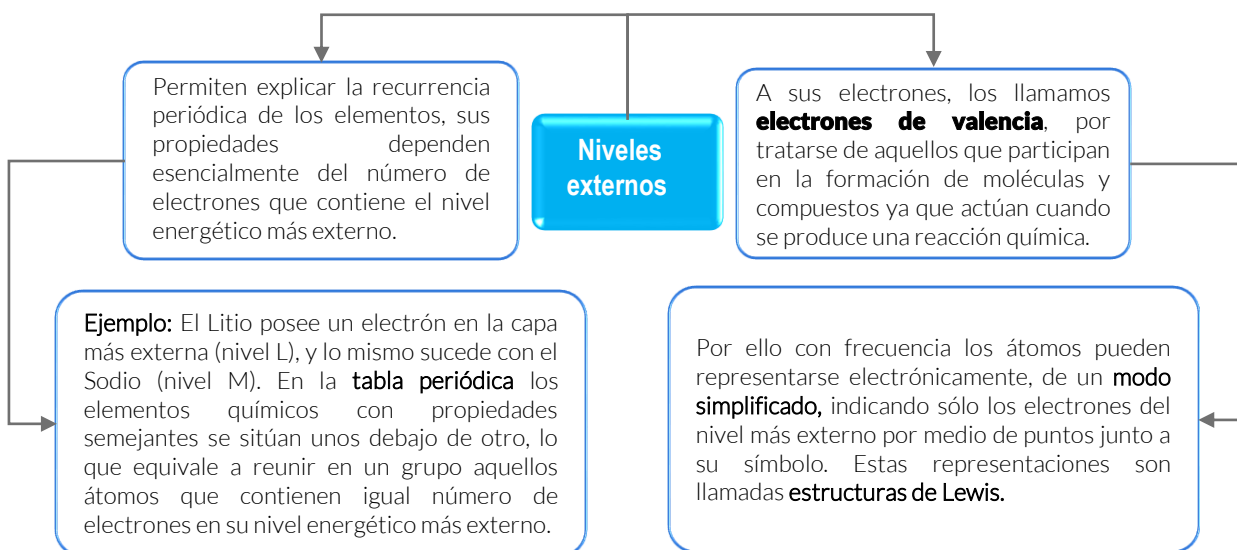 Permiten explicar la recurrencia
periódica de los elementos, sus
propiedades dependen
esencialmente del número de
electrones que contiene el nivel
energético más externo.
Niveles
externos
A sus electrones, los llamamos
electrones de valencia, por
tratarse de aquellos que participan
en la formación de moléculas y
compuestos ya que actúan cuando
se produce una reacción química.
Ejemplo: El Litio posee un electrón en la capa
más externa (nivel L), y lo mismo sucede con el
Sodio (nivel M). En la tabla periódica los
elementos químicos con propiedades
semejantes se sitúan unos debajo de otro, lo
que equivale a reunir en un grupo aquellos
átomos que contienen igual número de
electrones en su nivel energético más externo.
Por ello con frecuencia los átomos pueden
representarse electrónicamente, de un modo
simplificado, indicando sólo los electrones del
nivel más externo por medio de puntos junto a
su símbolo. Estas representaciones son
llamadas estructuras de Lewis.